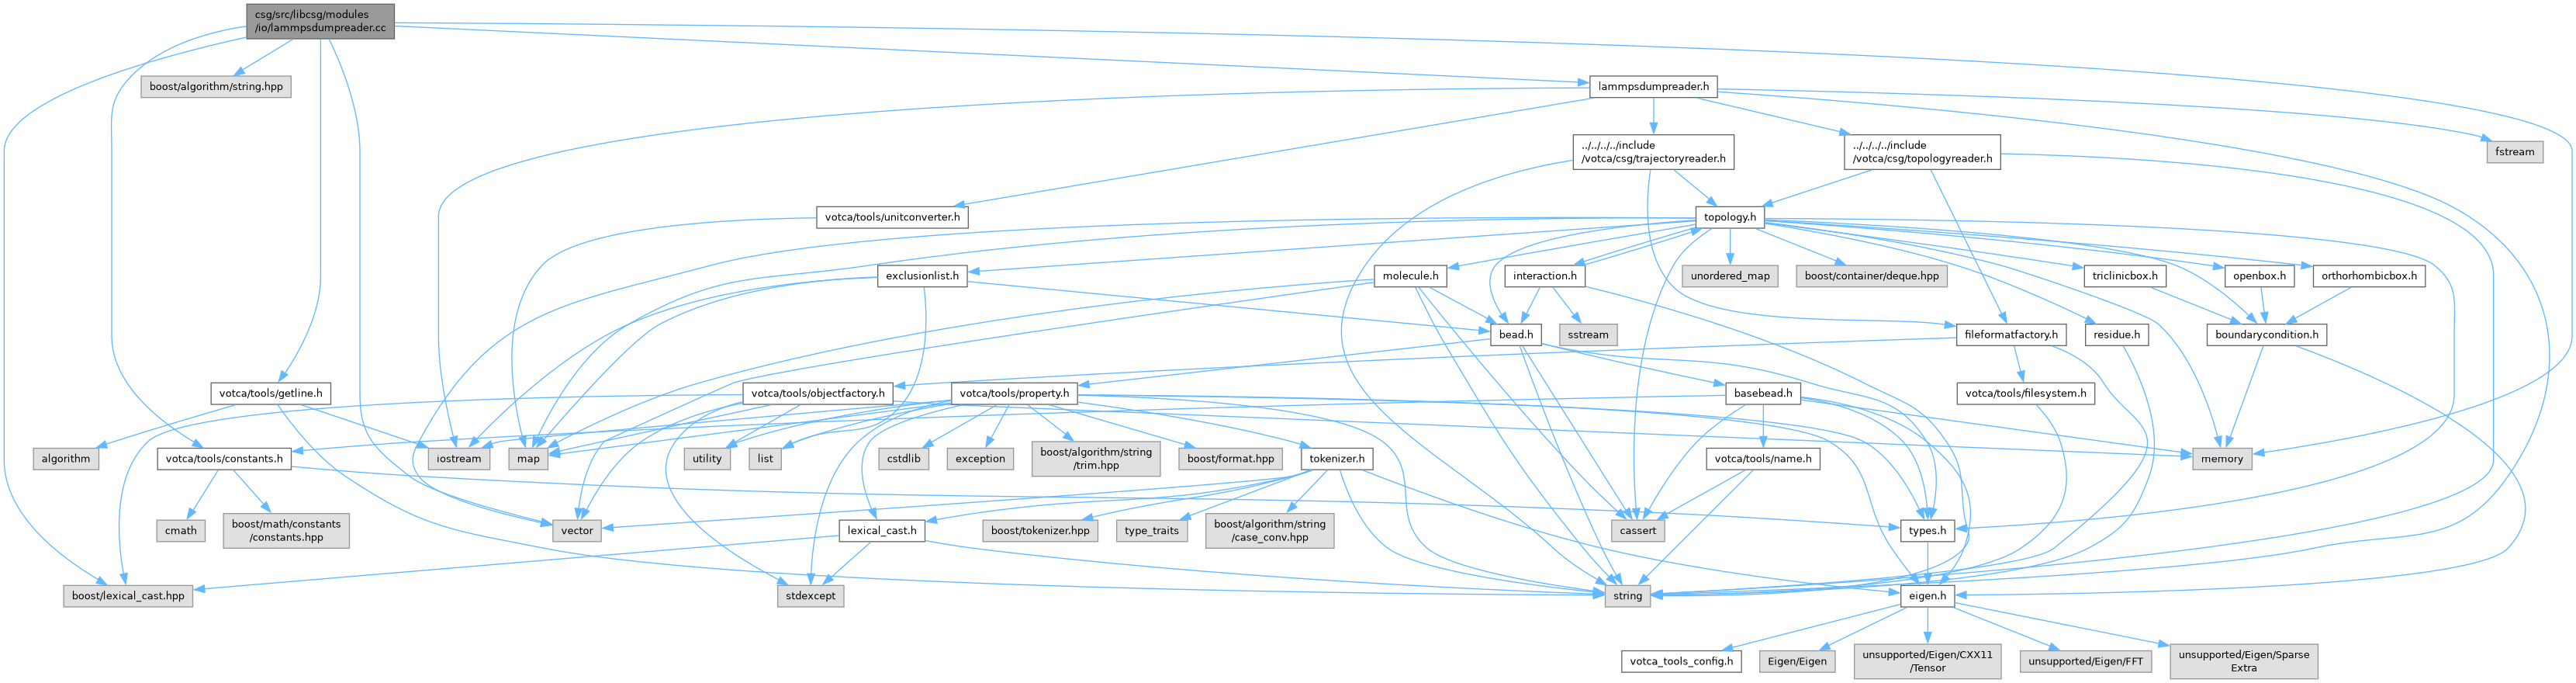 csg/src/libcsg/modules
/io/lammpsdumpreader.cc
boost/algorithm/string.hpp
lammpsdumpreader.h
../../../../include
/votca/csg/trajectoryreader.h
../../../../include
/votca/csg/topologyreader.h
fstream
votca/tools/unitconverter.h
topology.h
exclusionlist.h
molecule.h
interaction.h
unordered_map
boost/container/deque.hpp
triclinicbox.h
openbox.h
orthorhombicbox.h
bead.h
sstream
fileformatfactory.h
residue.h
boundarycondition.h
votca/tools/getline.h
votca/tools/objectfactory.h
votca/tools/property.h
basebead.h
votca/tools/filesystem.h
algorithm
votca/tools/constants.h
iostream
map
utility
list
cstdlib
exception
boost/algorithm/string
/trim.hpp
boost/format.hpp
tokenizer.h
votca/tools/name.h
memory
cmath
boost/math/constants
/constants.hpp
vector
lexical_cast.h
boost/tokenizer.hpp
type_traits
boost/algorithm/string
/case_conv.hpp
cassert
types.h
boost/lexical_cast.hpp
stdexcept
string
eigen.h
votca_tools_config.h
Eigen/Eigen
unsupported/Eigen/CXX11
/Tensor
unsupported/Eigen/FFT
unsupported/Eigen/Sparse
Extra